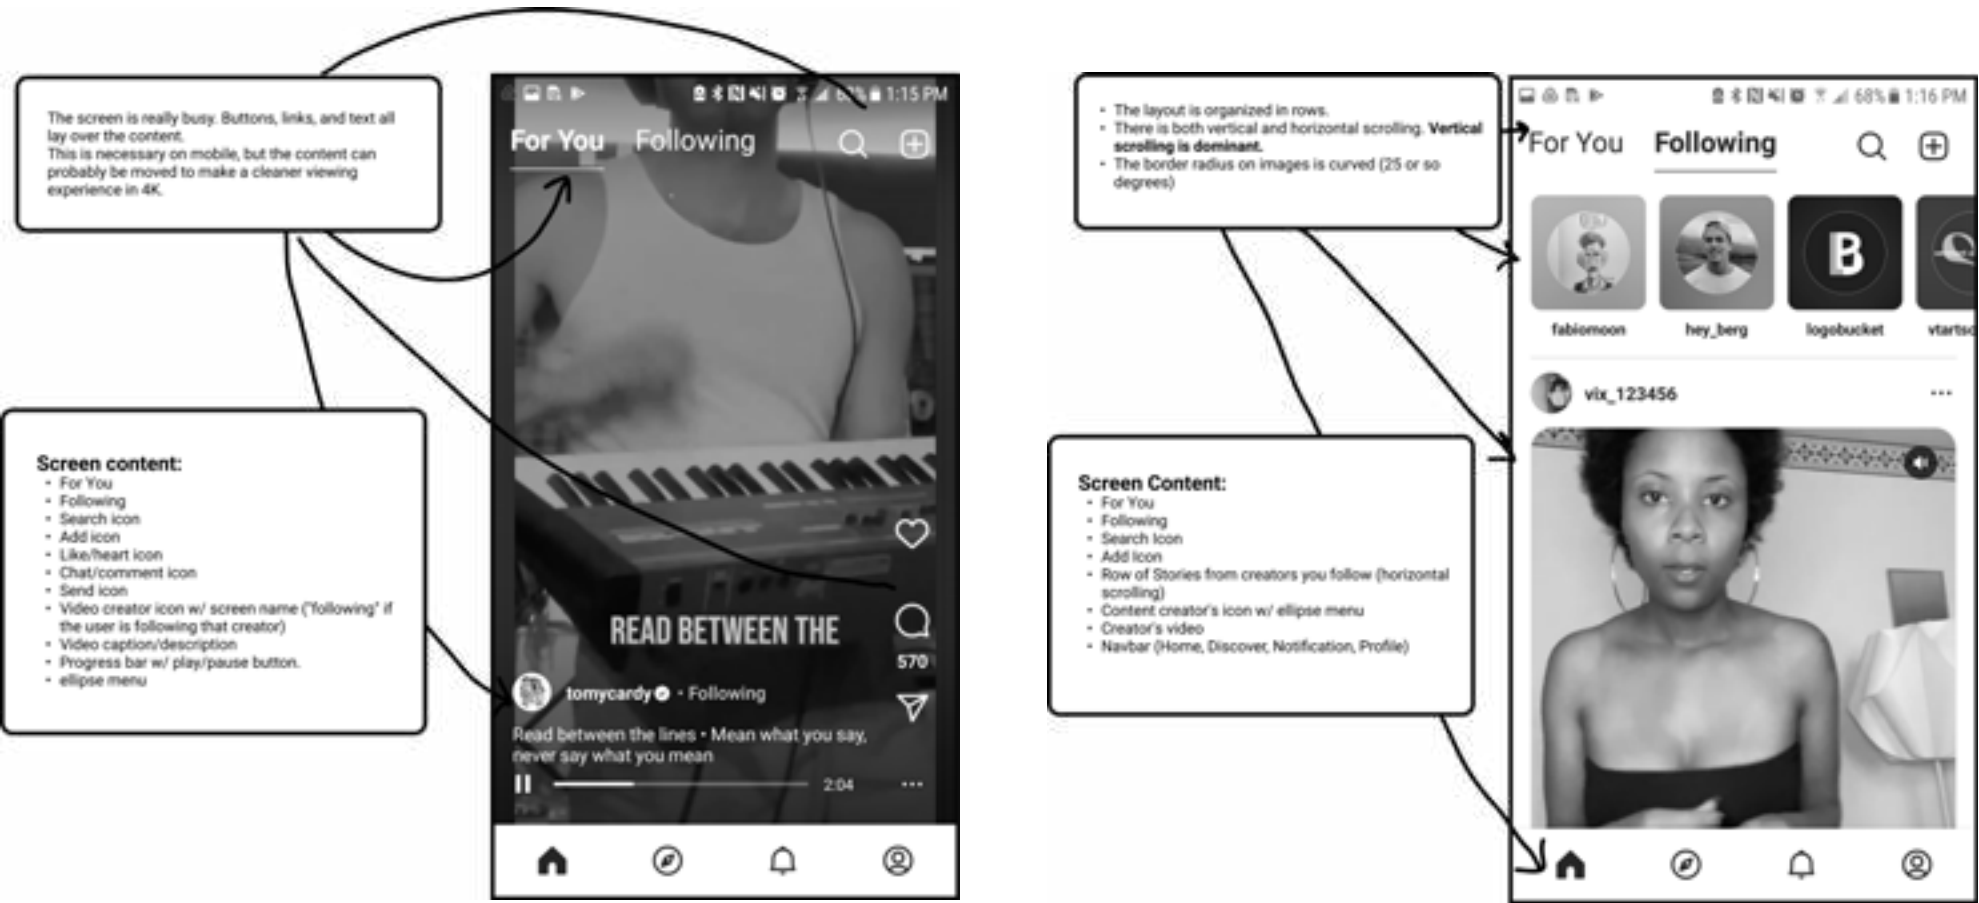 The screen is really busy. Buttons, links, and text all
lay over the content.
This is necessary on mobile, but the content can
probably be moved to make a cleaner viewing
experience in 4K.
Screen content:
• For You
• Following
• Search icon
• Add icon
• Like/heart icon
• Chat/comment icon
• Send icon
• Video creator icon w/ screen name ("following" if
the user is following that creator)
• Video caption/description
• Progress bar w/ play/pause button.
• ellipse menu
68% 1:15 PM
For You Following
READ BETWEEN THE
570
tomycardy • Following
Read between the lines • Mean what you say,
never say what you mean
2:04
• The layout is organized in rows.
• There is both vertical and horizontal scrolling. Vertical
scrolling is dominant.
• The border radius on images is curved (25 or so
degrees)
Screen Content:
• For You
• Following
• Search Icon
• Add Icon
• Row of Stories from creators you follow (horizontal
scrolling)
• Content creator's icon w/ ellipse menu
• Creator's video
• Navbar (Home, Discover, Notification, Profile)
68% 1:16 PM
For You Following
B
fabiomoon hey_berg logobucket vtartsc
vix_123456